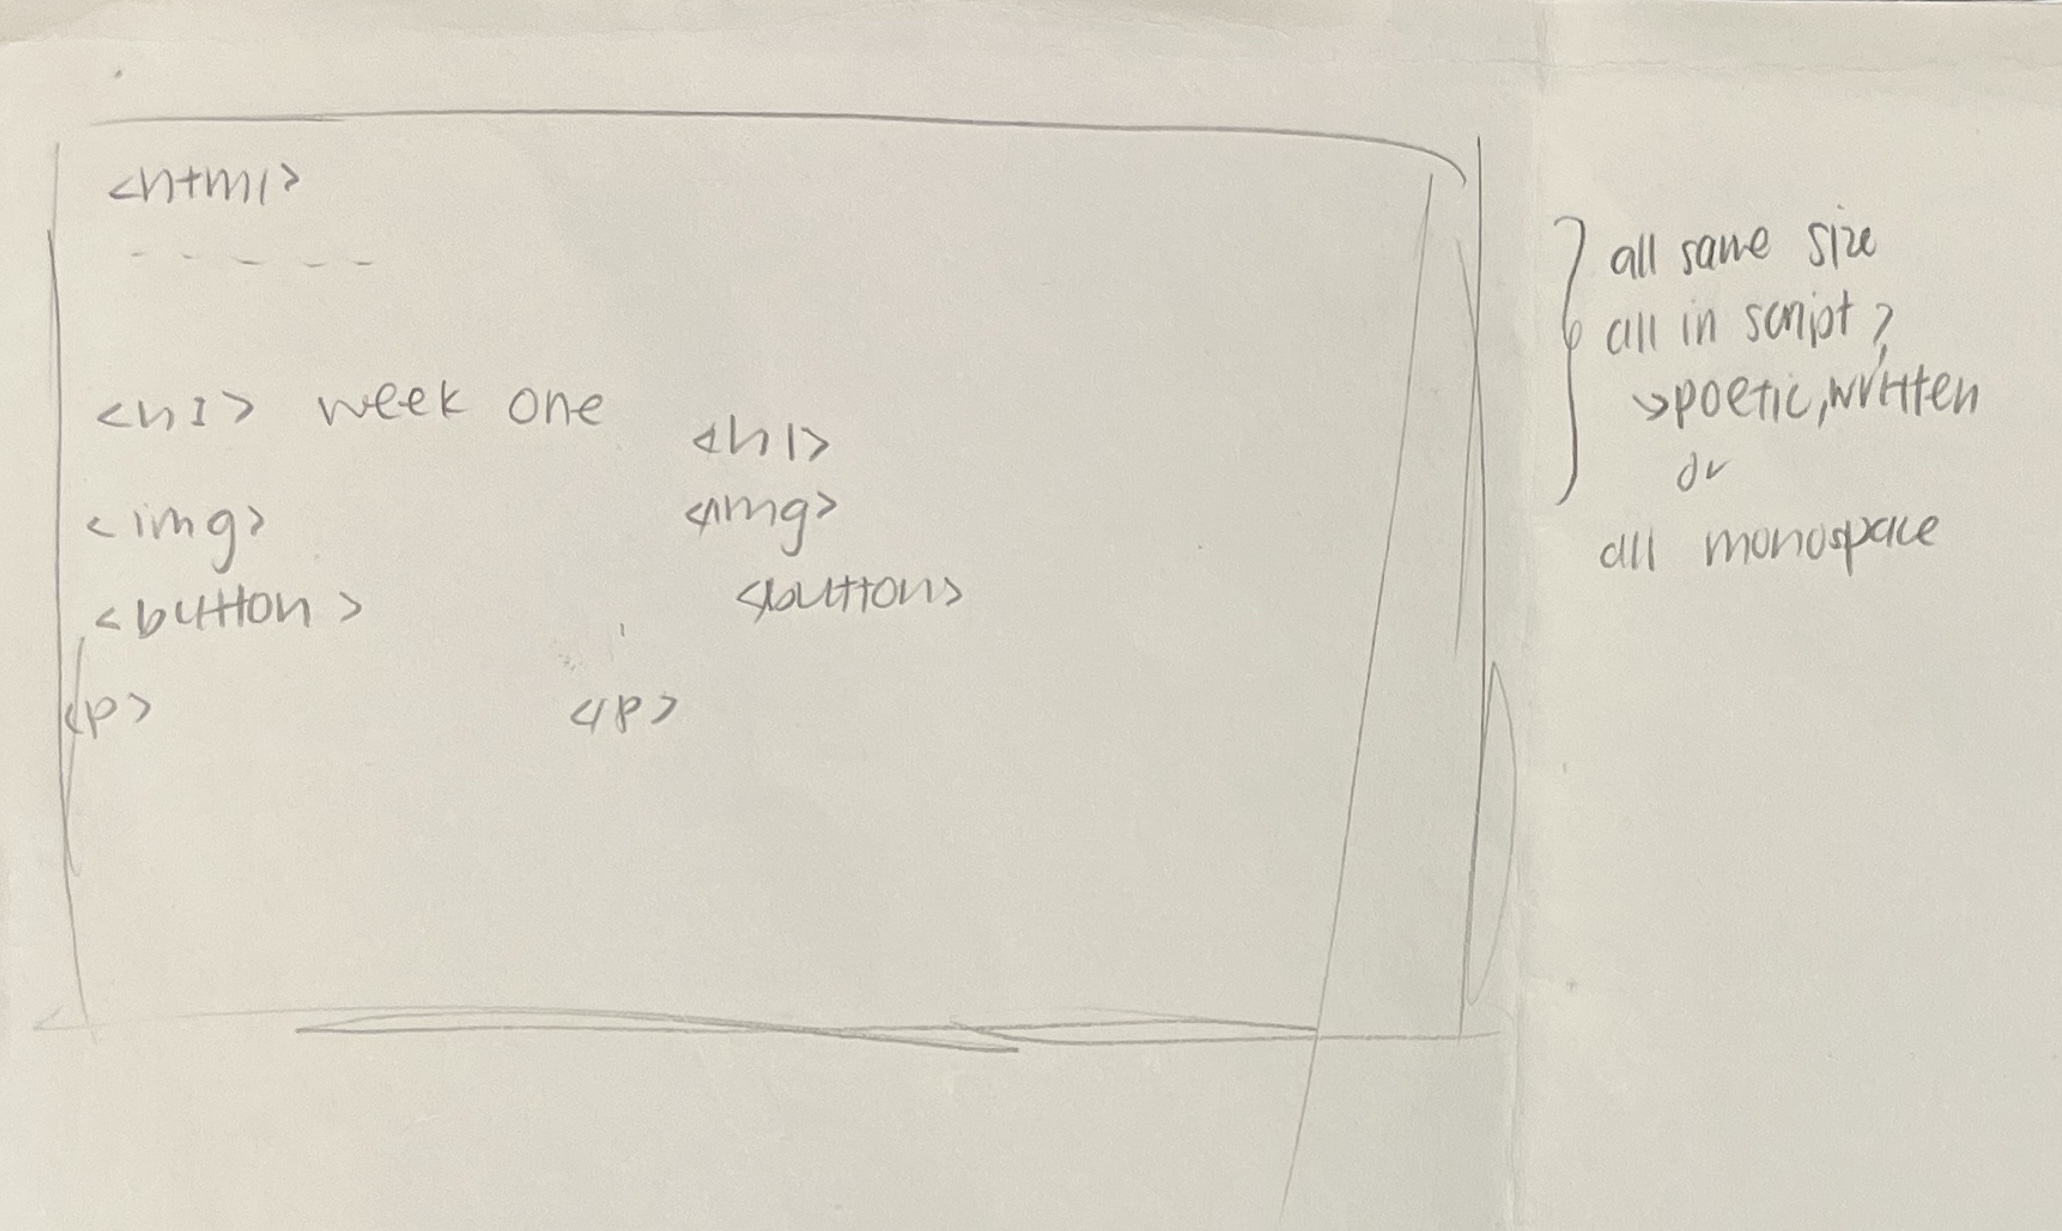 <html>
- - - - -
<h1> week one
<h1>
<img>
<img>
<button>
<button>
<p>
</p>
all same size
all in script?
↘poetic, written
or
all monospace